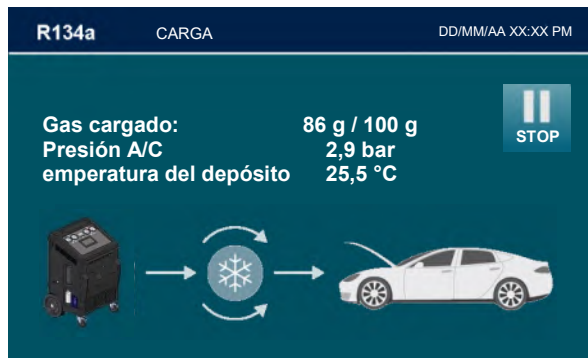 R134a CARGA DD/MM/AA XX:XX PM
Gas cargado: 86 g / 100 g
Presión A/C 2,9 bar
emperatura del depósito 25,5 °C
STOP